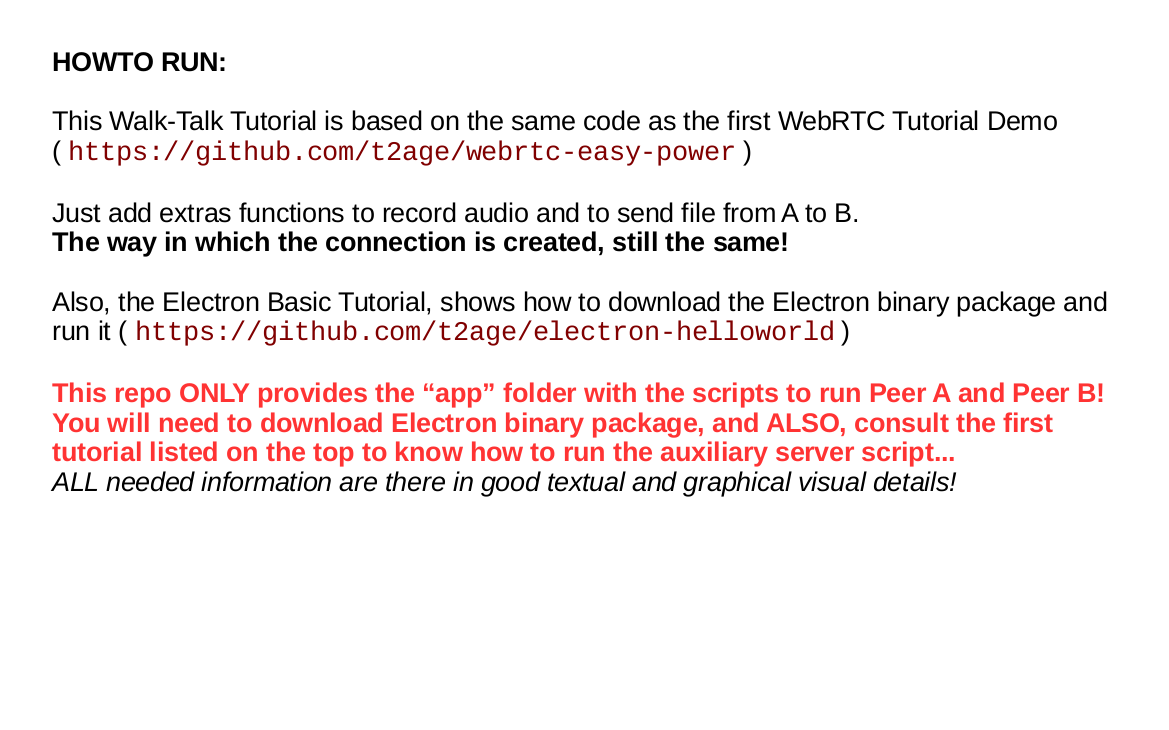 HOWTO RUN:
This Walk-Talk Tutorial is based on the same code as the first WebRTC Tutorial Demo
( https://github.com/t2age/webrtc-easy-power )
Just add extras functions to record audio and to send file from A to B.
The way in which the connection is created, still the same!
Also, the Electron Basic Tutorial, shows how to download the Electron binary package and
run it ( https://github.com/t2age/electron-helloworld )
This repo ONLY provides the “app” folder with the scripts to run Peer A and Peer B!
You will need to download Electron binary package, and ALSO, consult the first
tutorial listed on the top to know how to run the auxiliary server script...
ALL needed information are there in good textual and graphical visual details!